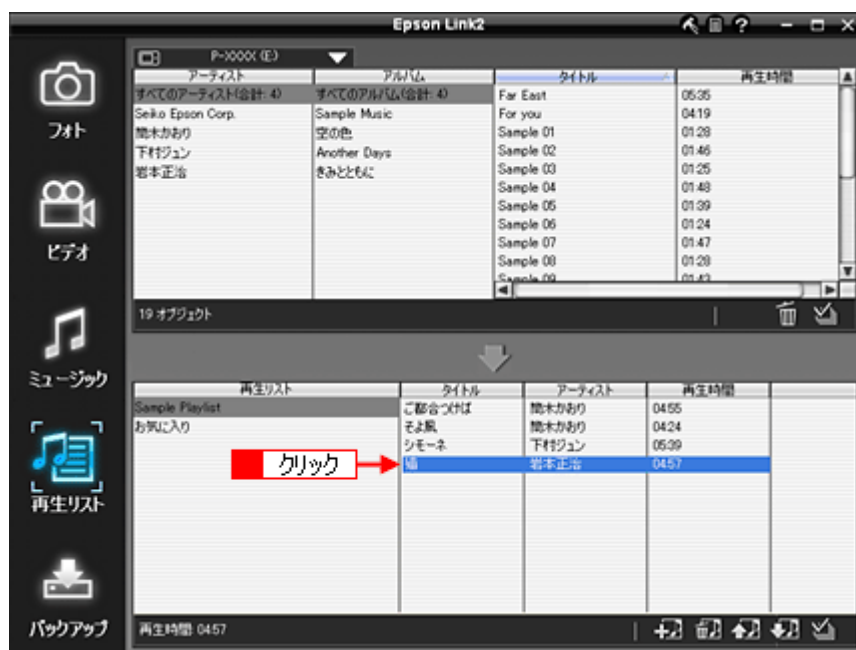 Epson Link2
P-XXXX (E)
アーティスト アルバム タイトル 再生時間
すべてのアーティスト(合計: 4) すべてのアルバム(合計: 4) Far East 05:35
Seiko Epson Corp. Sample Music For you 04:19
間木かおり 空の色 Sample 01 01:28
下村ジュン Another Days Sample 02 01:46
岩本正治 きみとともに Sample 03 01:25
Sample 04 01:48
Sample 05 01:39
Sample 06 01:24
Sample 07 01:47
Sample 08 01:28
Sample 09 01:43
19 オブジェクト
フォト
ビデオ
ミュージック
再生リスト
バックアップ
再生リスト タイトル アーティスト 再生時間
Sample Playlist ご都合つけば 間木かおり 04:55
お気に入り そよ風 間木かおり 04:24
シモーネ 下村ジュン 05:39
クリック 岩本正治 04:57
再生時間: 04:57